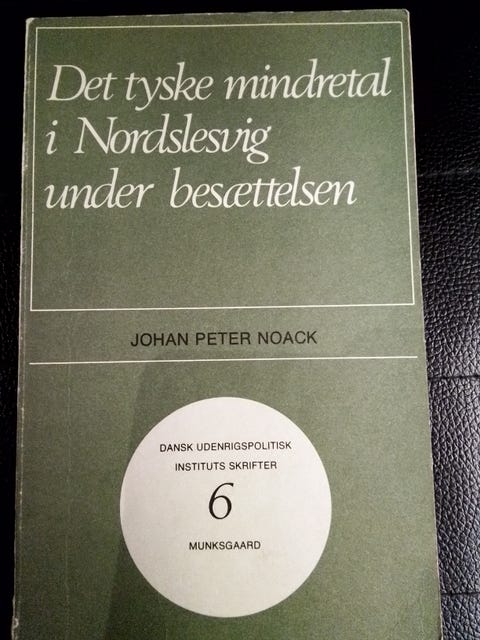 Det tyske mindretal
i Nordslesvig
under besættelsen
JOHAN PETER NOACK
DANSK UDENRIGSPOLITISK
INSTITUTS SKRIFTER
6
MUNKSGAARD